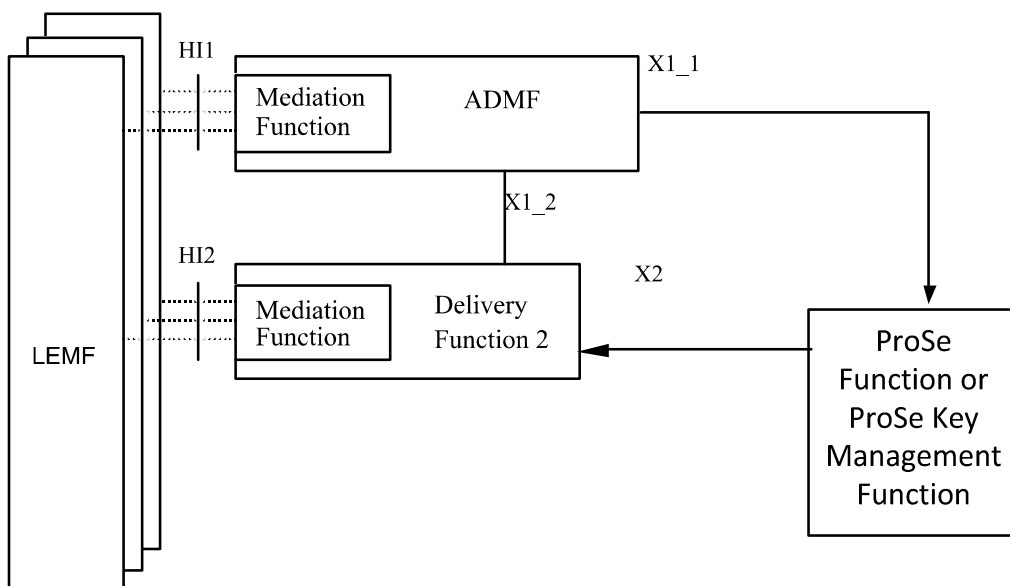 HI1
X1_1
Mediation
Function
ADMF
X1_2
HI2
X2
Mediation
Function
Delivery
Function 2
LEMF
ProSe
Function or
ProSe Key
Management
Function